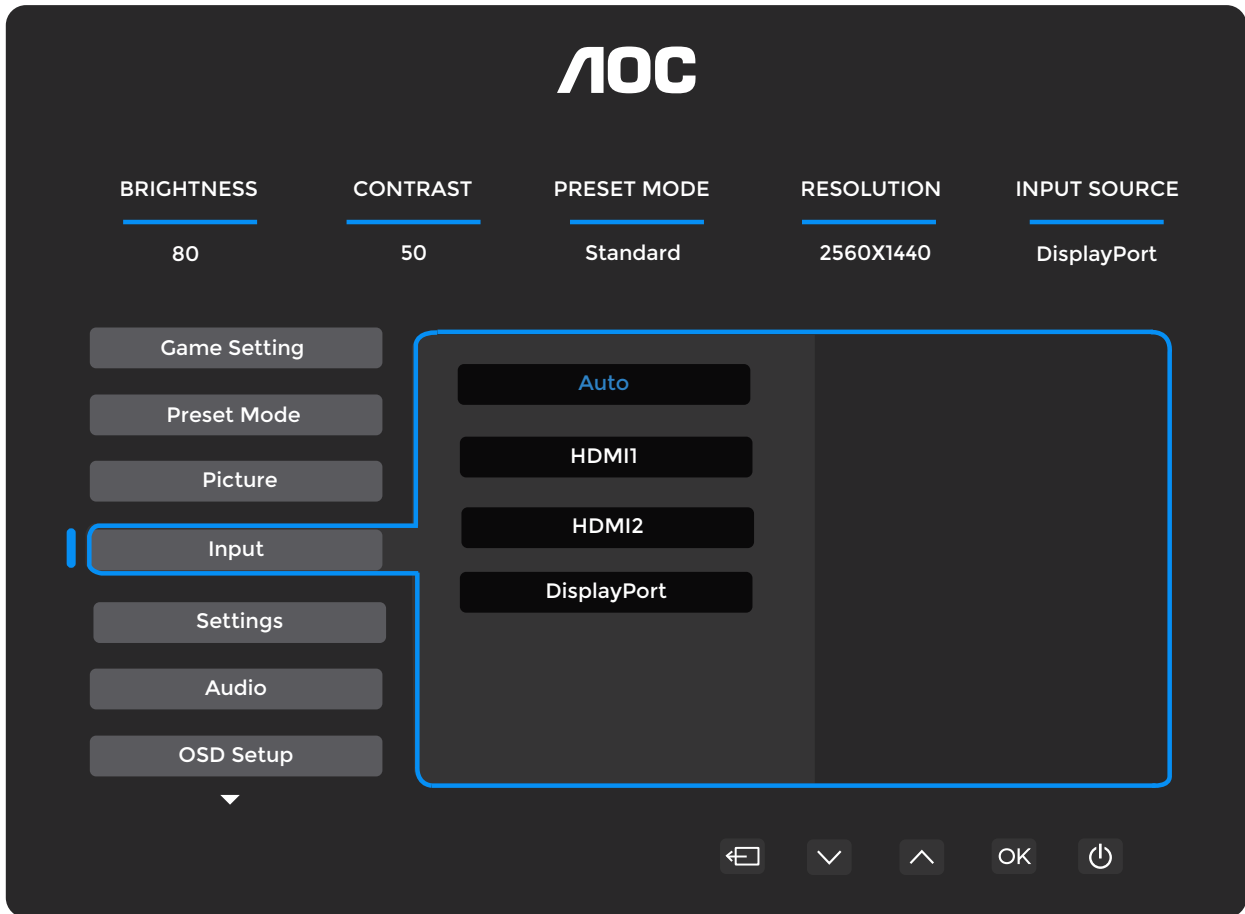 AOC
BRIGHTNESS CONTRAST PRESET MODE RESOLUTION INPUT SOURCE
80 50 Standard 2560X1440 DisplayPort
Game Setting
Preset Mode
Picture
Input
Settings
Audio
OSD Setup
Auto
HDMI1
HDMI2
DisplayPort
OK